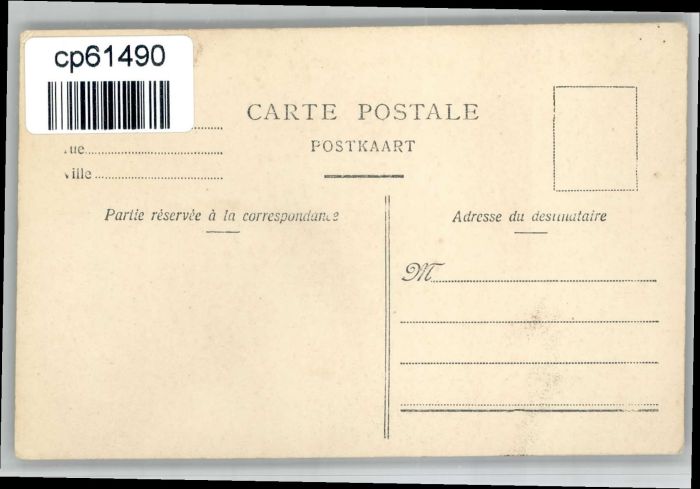 cp61490
CARTE POSTALE
POSTKAART
ue
ville
Partie réservée à la correspondance
Adresse du destinataire
M